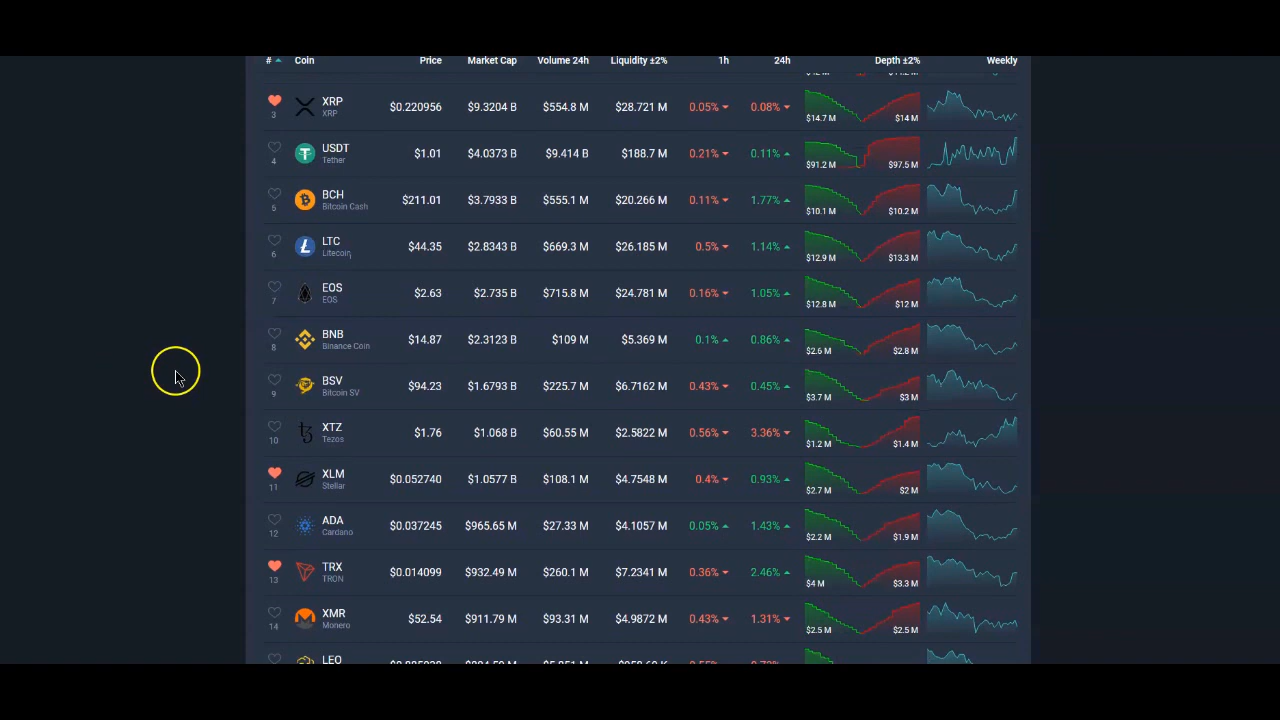 # Coin Price Market Cap Volume 24h Liquidity ±2% 1h 24h Depth ±2% Weekly
3 XRP XRP $0.220956 $9.3204 B $554.8 M $28.721 M 0.05% 0.08% $14.7 M $14 M
4 USDT Tether $1.01 $4.0373 B $9.414 B $188.7 M 0.21% 0.11% $91.2 M $97.5 M
5 BCH Bitcoin Cash $211.01 $3.7933 B $555.1 M $20.266 M 0.11% 1.77% $10.1 M $10.2 M
6 LTC Litecoin $44.35 $2.8343 B $669.3 M $26.185 M 0.5% 1.14% $12.9 M $13.3 M
7 EOS EOS $2.63 $2.735 B $715.8 M $24.781 M 0.16% 1.05% $12.8 M $12 M
8 BNB Binance Coin $14.87 $2.3123 B $109 M $5.369 M 0.1% 0.86% $2.6 M $2.8 M
9 BSV Bitcoin SV $94.23 $1.6793 B $225.7 M $6.7162 M 0.43% 0.45% $3.7 M $3 M
10 XTZ Tezos $1.76 $1.068 B $60.55 M $2.5822 M 0.56% 3.36% $1.2 M $1.4 M
11 XLM Stellar $0.052740 $1.0577 B $108.1 M $4.7548 M 0.4% 0.93% $2.7 M $2 M
12 ADA Cardano $0.037245 $965.65 M $27.33 M $4.1057 M 0.05% 1.43% $2.2 M $1.9 M
13 TRX TRON $0.014099 $932.49 M $260.1 M $7.2341 M 0.36% 2.46% $4 M $3.3 M
14 XMR Monero $52.54 $911.79 M $93.31 M $4.9872 M 0.43% 1.31% $2.5 M $2.5 M
LEO